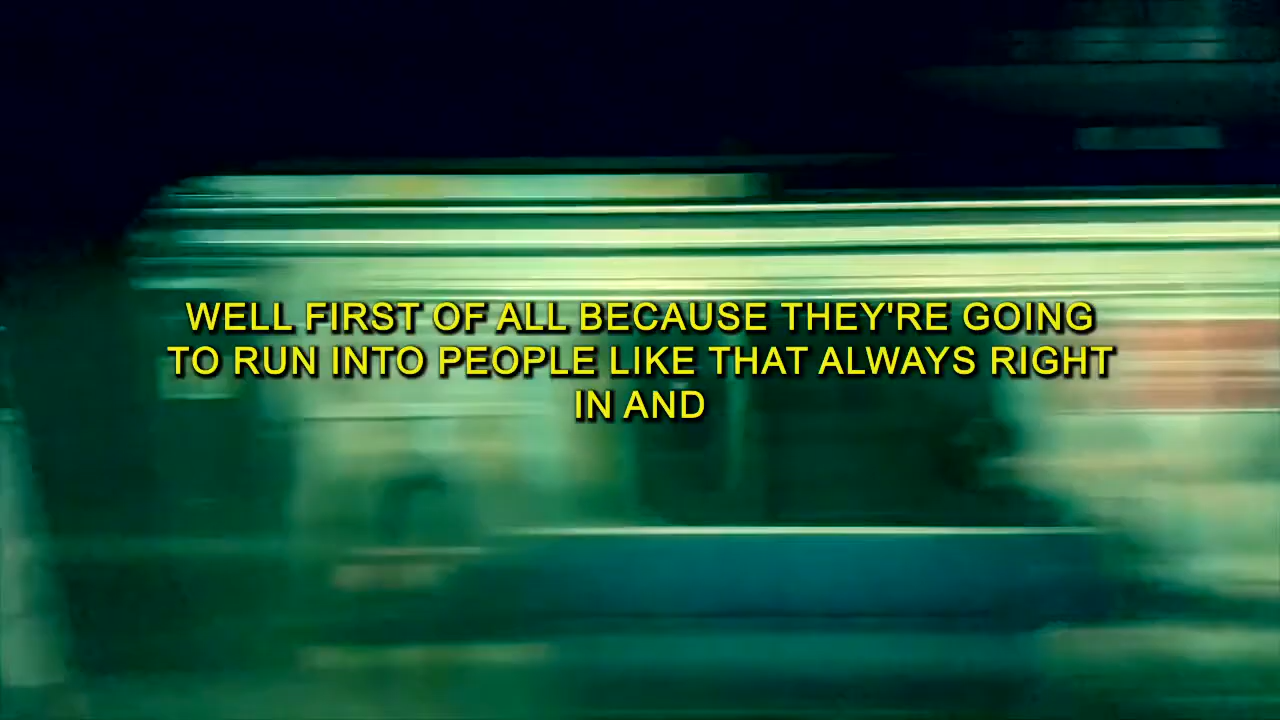 WELL FIRST OF ALL BECAUSE THEY'RE GOING
TO RUN INTO PEOPLE LIKE THAT ALWAYS RIGHT
IN AND